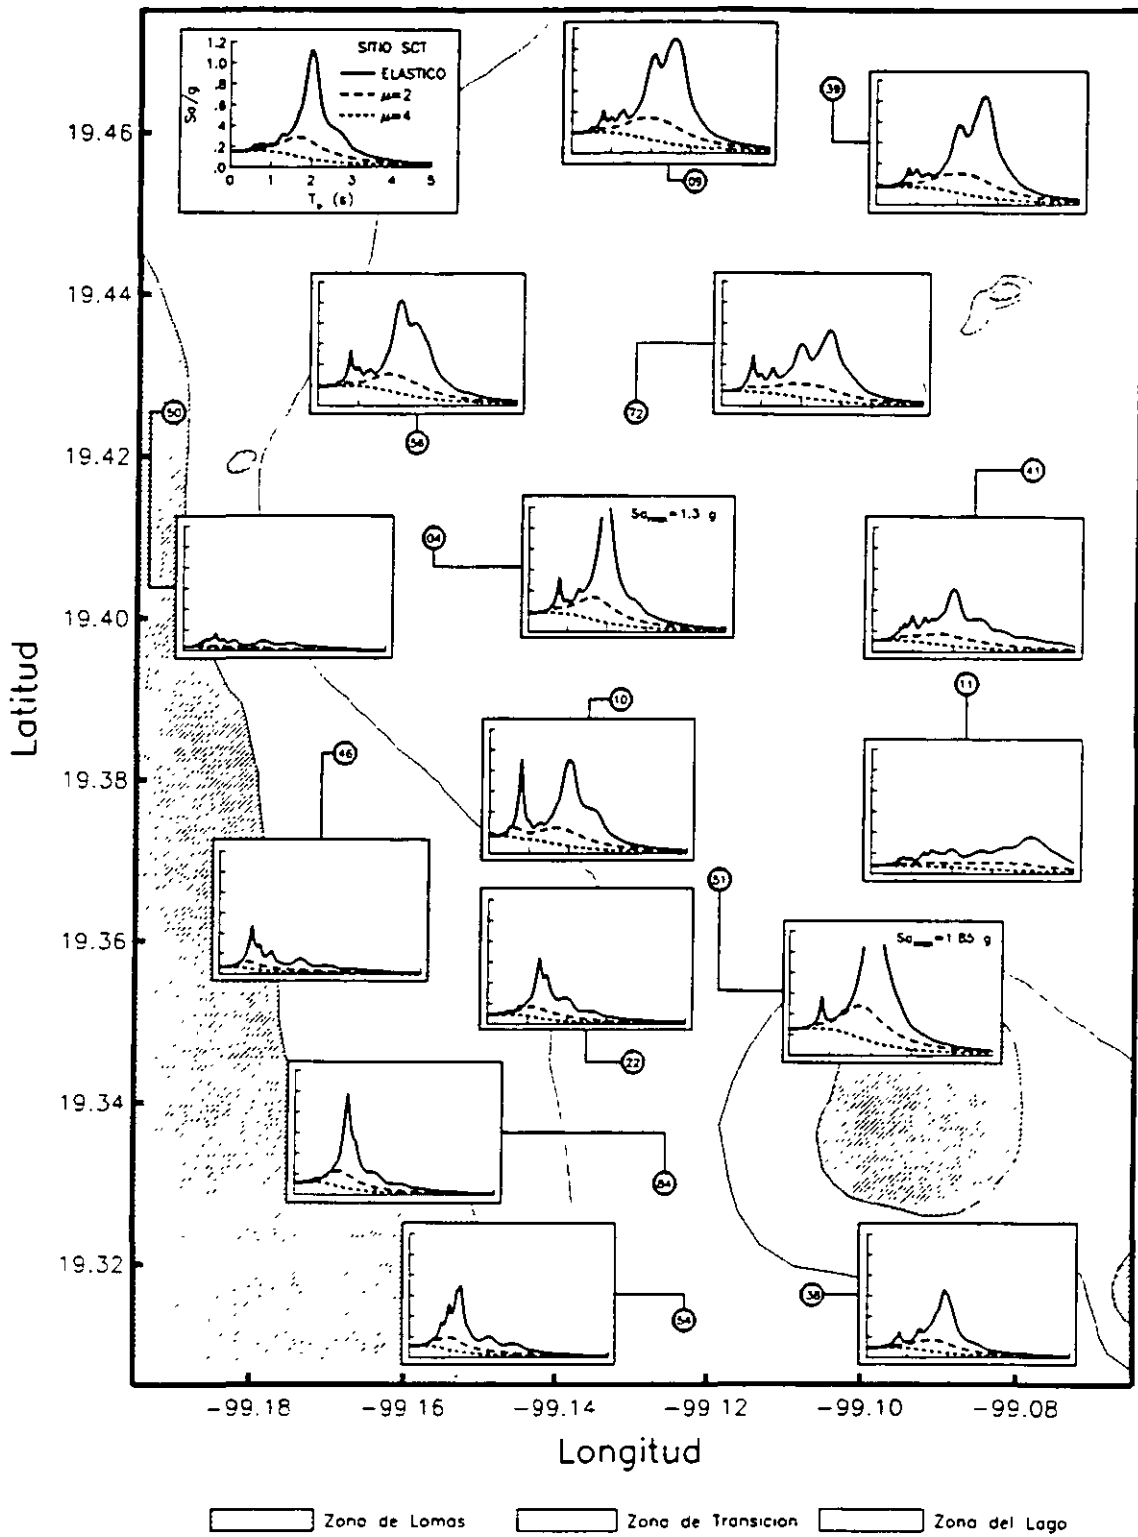 SITIO SCT
ELASTICO
μ=2
μ=4
Sa/g
1.2
1.0
.8
.6
.4
.2
.0
0 1 2 3 4 5
(s)
09
39
19.46
19.44
19.42
19.40
19.38
19.36
19.34
19.32
Latitud
56
72
50
41
04
Samax=1.3 g
10
11
46
51
Samax=1.85 g
22
84
54
38
-99.18 -99.16 -99.14 -99.12 -99.10 -99.08
Longitud
Zona de Lomas
Zona de Transicion
Zona del Lago